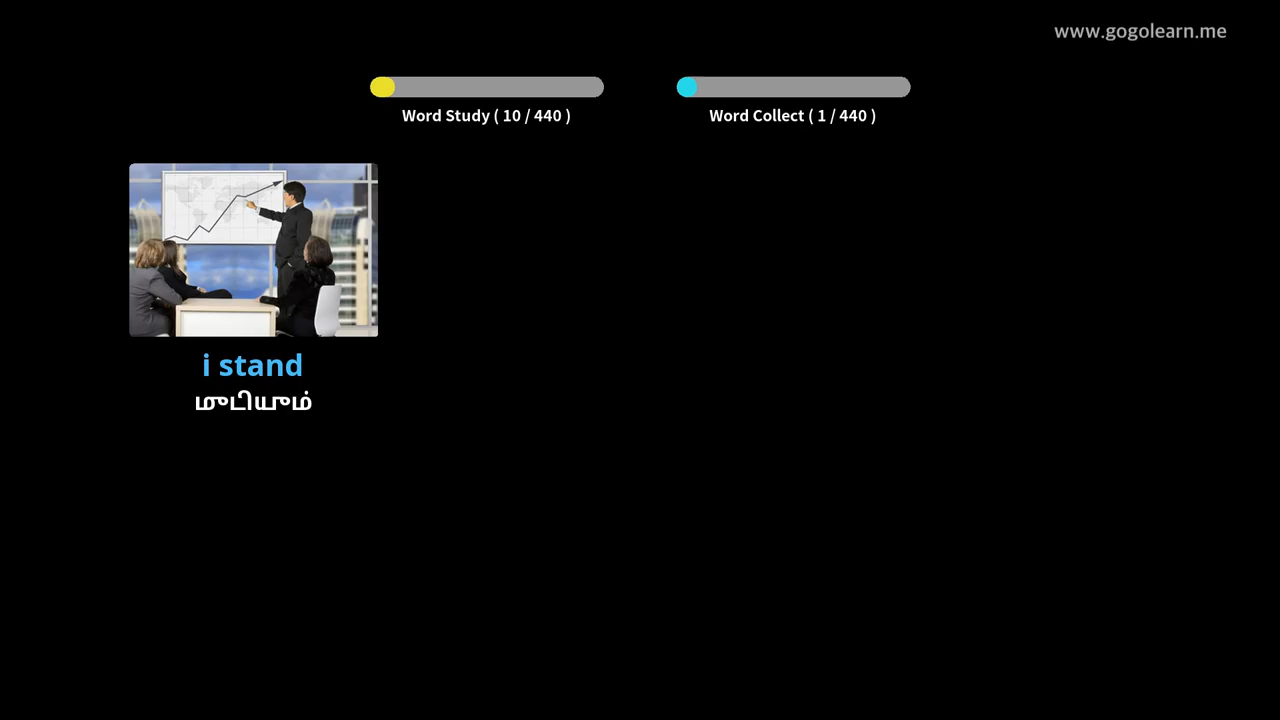 www.gogolearn.me
Word Study ( 10 / 440 )
Word Collect ( 1 / 440 )
i stand
முடியும்